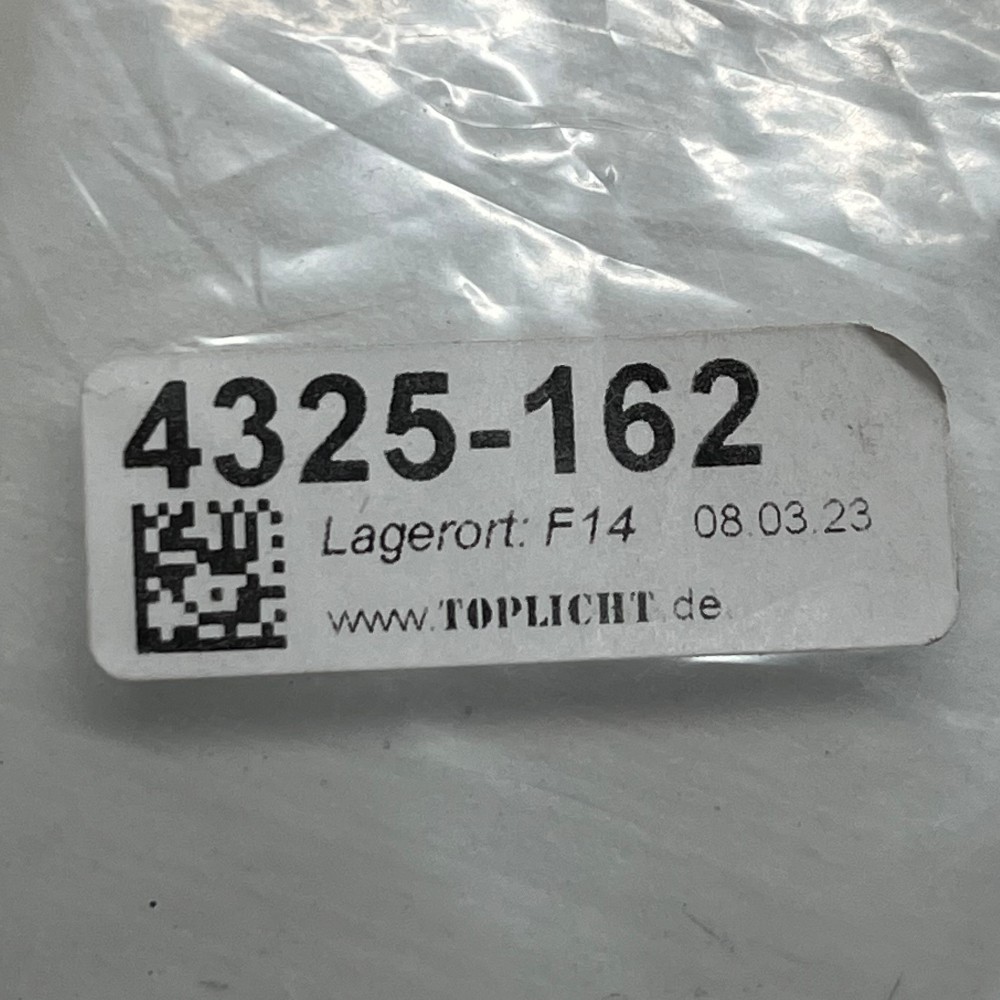 4325-162
Lagerort: F14 08.03.23
www.TOPLICHT.de